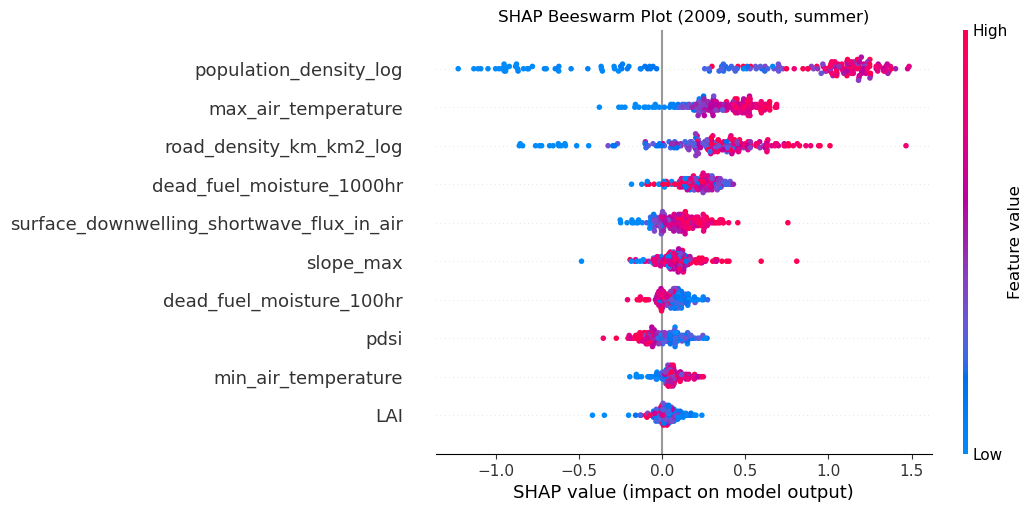 SHAP Beeswarm Plot (2009, south, summer)
High
population_density_log
max_air_temperature
road_density_km_km2_log
dead_fuel_moisture_1000hr
surface_downwelling_shortwave_flux_in_air
slope_max
dead_fuel_moisture_100hr
pdsi
min_air_temperature
LAI
Feature value
Low
−1.0 −0.5 0.0 0.5 1.0 1.5
SHAP value (impact on model output)